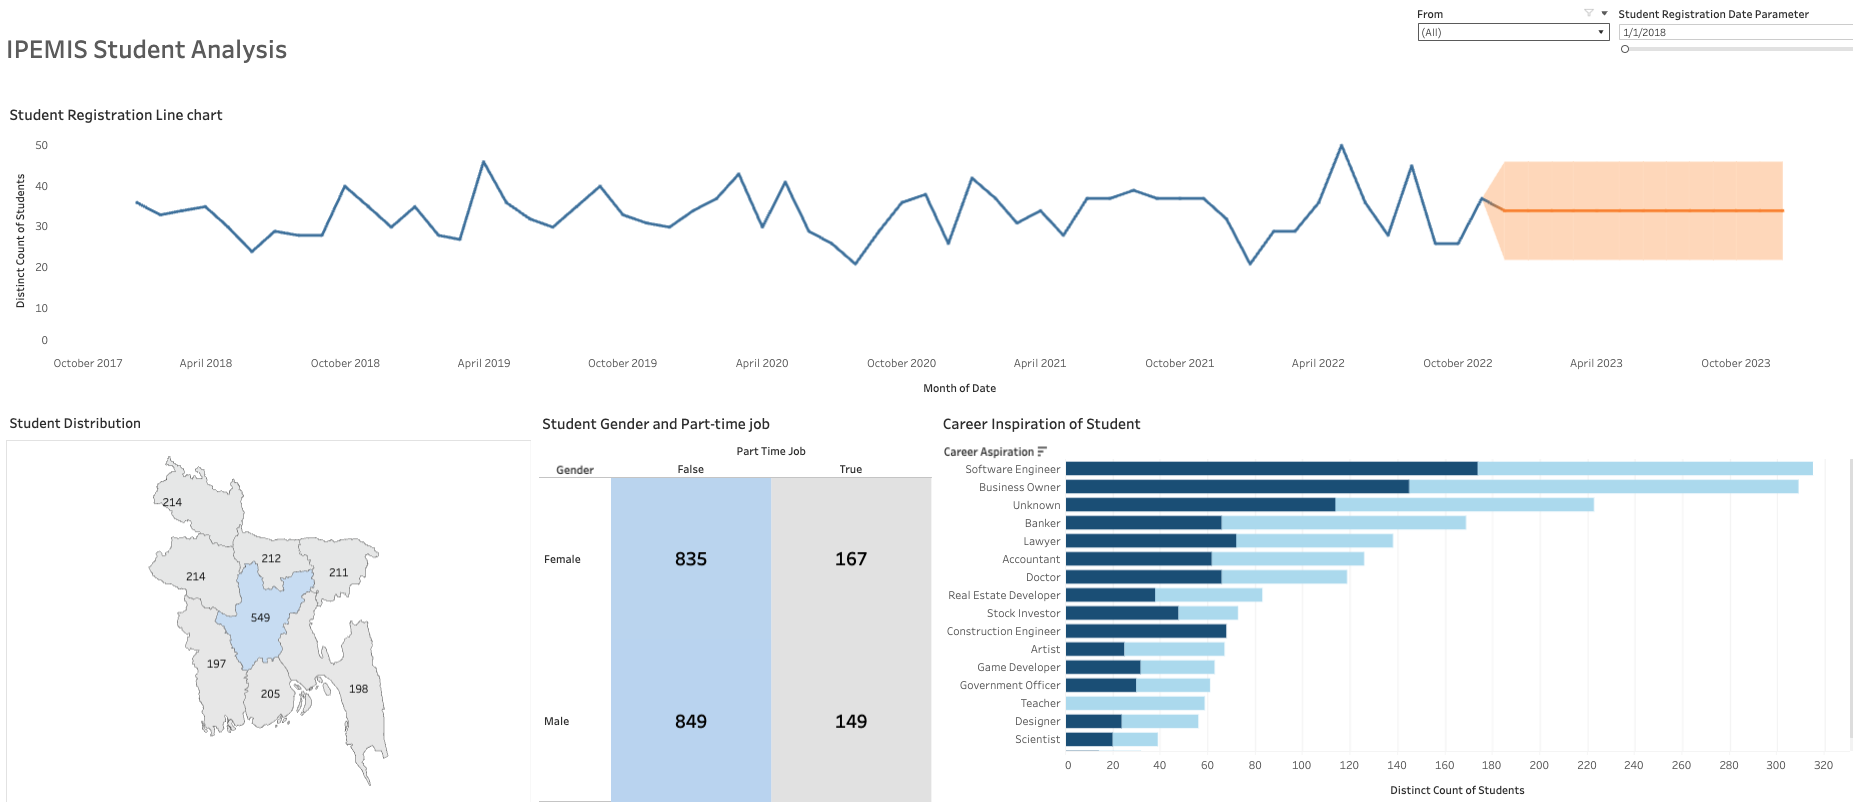 From
Student Registration Date Parameter
(All)
1/1/2018
IPEMIS Student Analysis
Student Registration Line chart
Distinct Count of Students
50
40
30
20
10
0
October 2017 April 2018 October 2018 April 2019 October 2019 April 2020 October 2020 April 2021 October 2021 April 2022 October 2022 April 2023 October 2023
Month of Date
Student Distribution
214
212
211
214
549
197
205
198
Student Gender and Part-time job
Part Time Job
Gender False True
Female 835 167
Male 849 149
Career Inspiration of Student
Career Aspiration
Software Engineer
Business Owner
Unknown
Banker
Lawyer
Accountant
Doctor
Real Estate Developer
Stock Investor
Construction Engineer
Artist
Game Developer
Government Officer
Teacher
Designer
Scientist
0 20 40 60 80 100 120 140 160 180 200 220 240 260 280 300 320
Distinct Count of Students